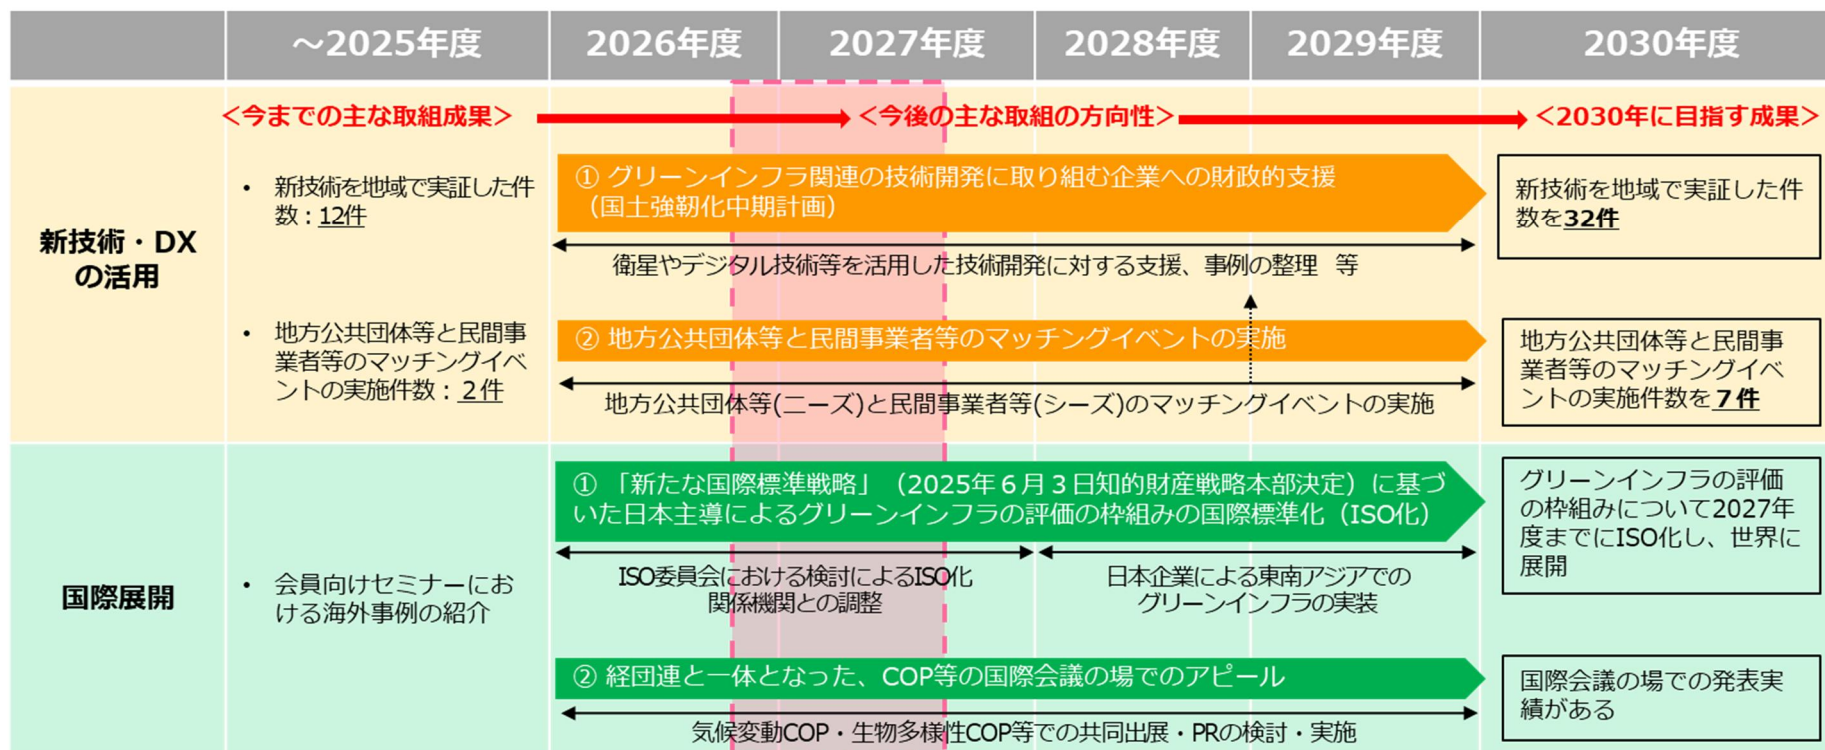 ～2025年度
2026年度
2027年度
2028年度
2029年度
2030年度
新技術・DX
の活用
＜今までの主な取組成果＞
＜今後の主な取組の方向性＞
＜2030年に目指す成果＞
• 新技術を地域で実証した件
数：12件
① グリーンインフラ関連の技術開発に取り組む企業への財政的支援
（国土強靭化中期計画）
衛星やデジタル技術等を活用した技術開発に対する支援、事例の整理 等
新技術を地域で実証した件
数を32件
• 地方公共団体等と民間事
業者等のマッチングイベ
ントの実施件数：２件
② 地方公共団体等と民間事業者等のマッチングイベントの実施
地方公共団体等(ニーズ)と民間事業者等(シーズ)のマッチングイベントの実施
地方公共団体等と民間事
業者等のマッチングイベ
ントの実施件数を７件
国際展開
• 会員向けセミナーにお
ける海外事例の紹介
① 「新たな国際標準戦略」（2025年６月３日知的財産戦略本部決定）に基づ
いた日本主導によるグリーンインフラの評価の枠組みの国際標準化（ISO化）
ISO委員会における検討によるISO化
関係機関との調整
日本企業による東南アジアでの
グリーンインフラの実装
グリーンインフラの評価
の枠組みについて2027年
度までにISO化し、世界に
展開
② 経団連と一体となった、COP等の国際会議の場でのアピール
気候変動COP・生物多様性COP等での共同出展・PRの検討・実施
国際会議の場での発表実
績がある